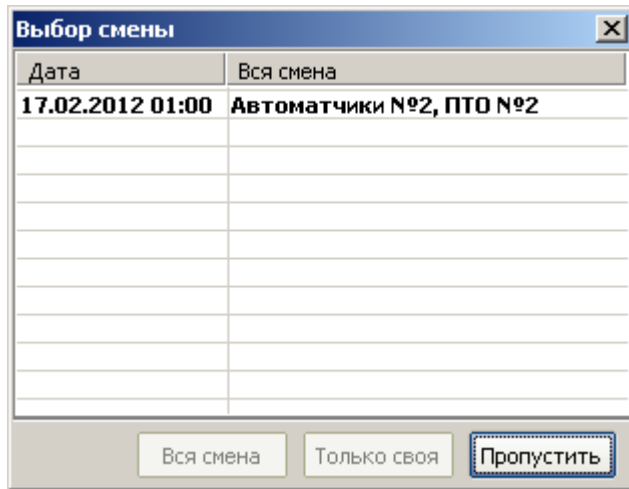 Выбор смены
Дата Вся смена
17.02.2012 01:00 Автоматчики №2, ПТО №2
Вся смена Только своя Пропустить